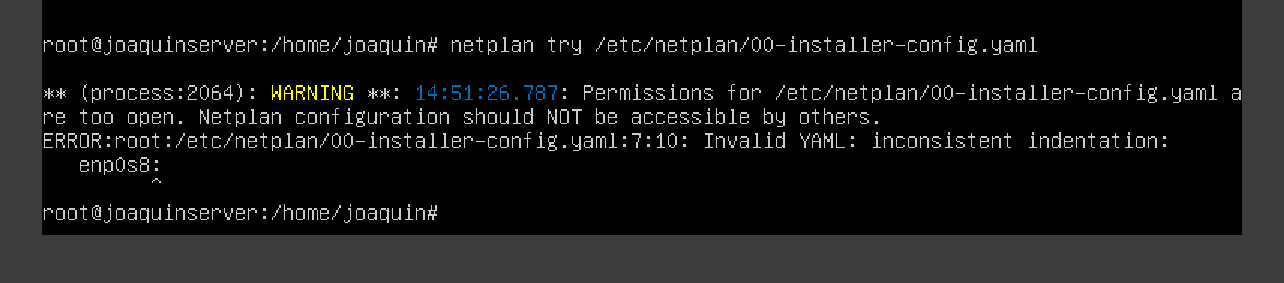 root@joaquinserver:/home/joaquin# netplan try /etc/netplan/00-installer-config.yaml
** (process:2064): WARNING **: 14:51:26.787: Permissions for /etc/netplan/00-installer-config.yaml a
re too open. Netplan configuration should NOT be accessible by others.
ERROR:root:/etc/netplan/00-installer-config.yaml:7:10: Invalid YAML: inconsistent indentation:
   enp0s8:
         ^
root@joaquinserver:/home/joaquin#